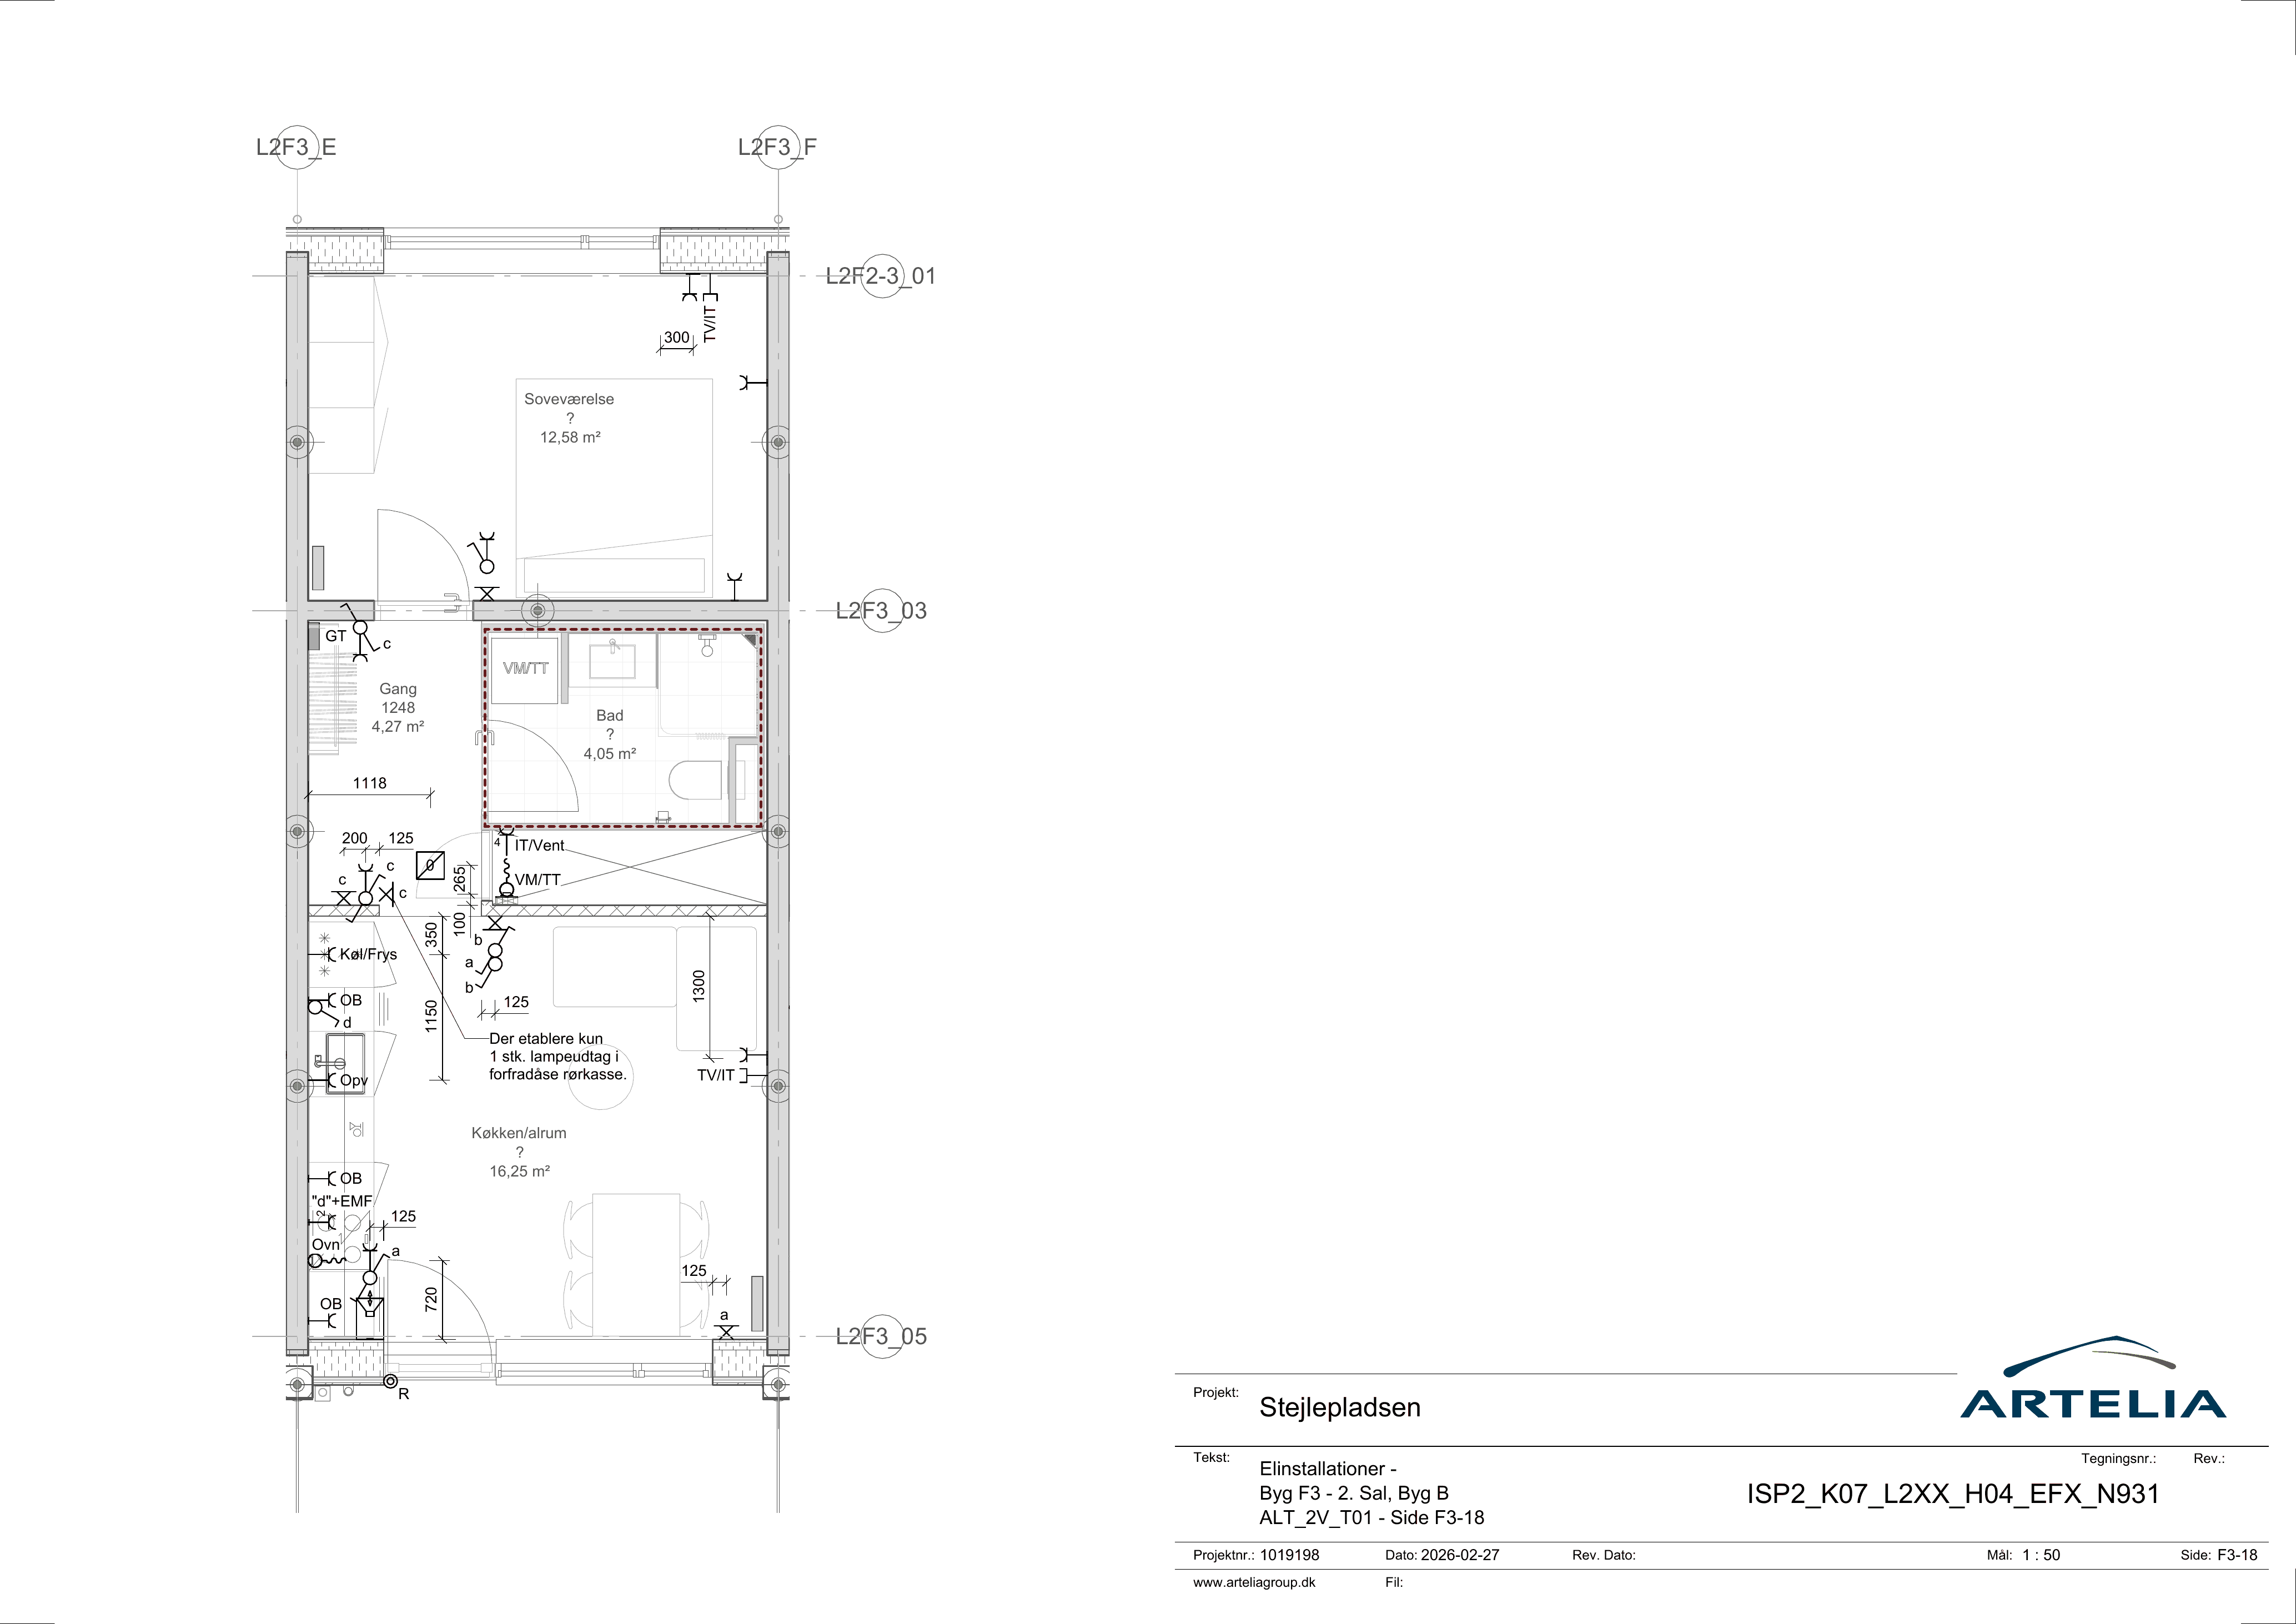 L2F3_E
L2F3_F
L2F2-3_01
TV/IT
300
Soveværelse
?
12,58 m²
L2F3_03
GT
c
VM/TT
Gang
1248
4,27 m²
Bad
?
4,05 m²
1118
200
125
c
c
c
0
265
4
IT/Vent
VM/TT
100
350
b
a
b
Køl/Frys
OB
d
1150
125
1300
Der etablere kun
1 stk. lampeudtag i
forfradåse rørkasse.
Opv
TV/IT
Køkken/alrum
?
16,25 m²
OB
"d"+EMF
2
125
Ovn
a
720
125
OB
a
L2F3_05
R
Projekt:
Stejlepladsen
ARTELIA
Tekst:
Elinstallationer -
Byg F3 - 2. Sal, Byg B
ALT_2V_T01 - Side F3-18
Tegningsnr.:
Rev.:
ISP2_K07_L2XX_H04_EFX_N931
Projektnr.: 1019198
Dato: 2026-02-27
Rev. Dato:
Mål: 1 : 50
Side: F3-18
www.arteliagroup.dk
Fil: